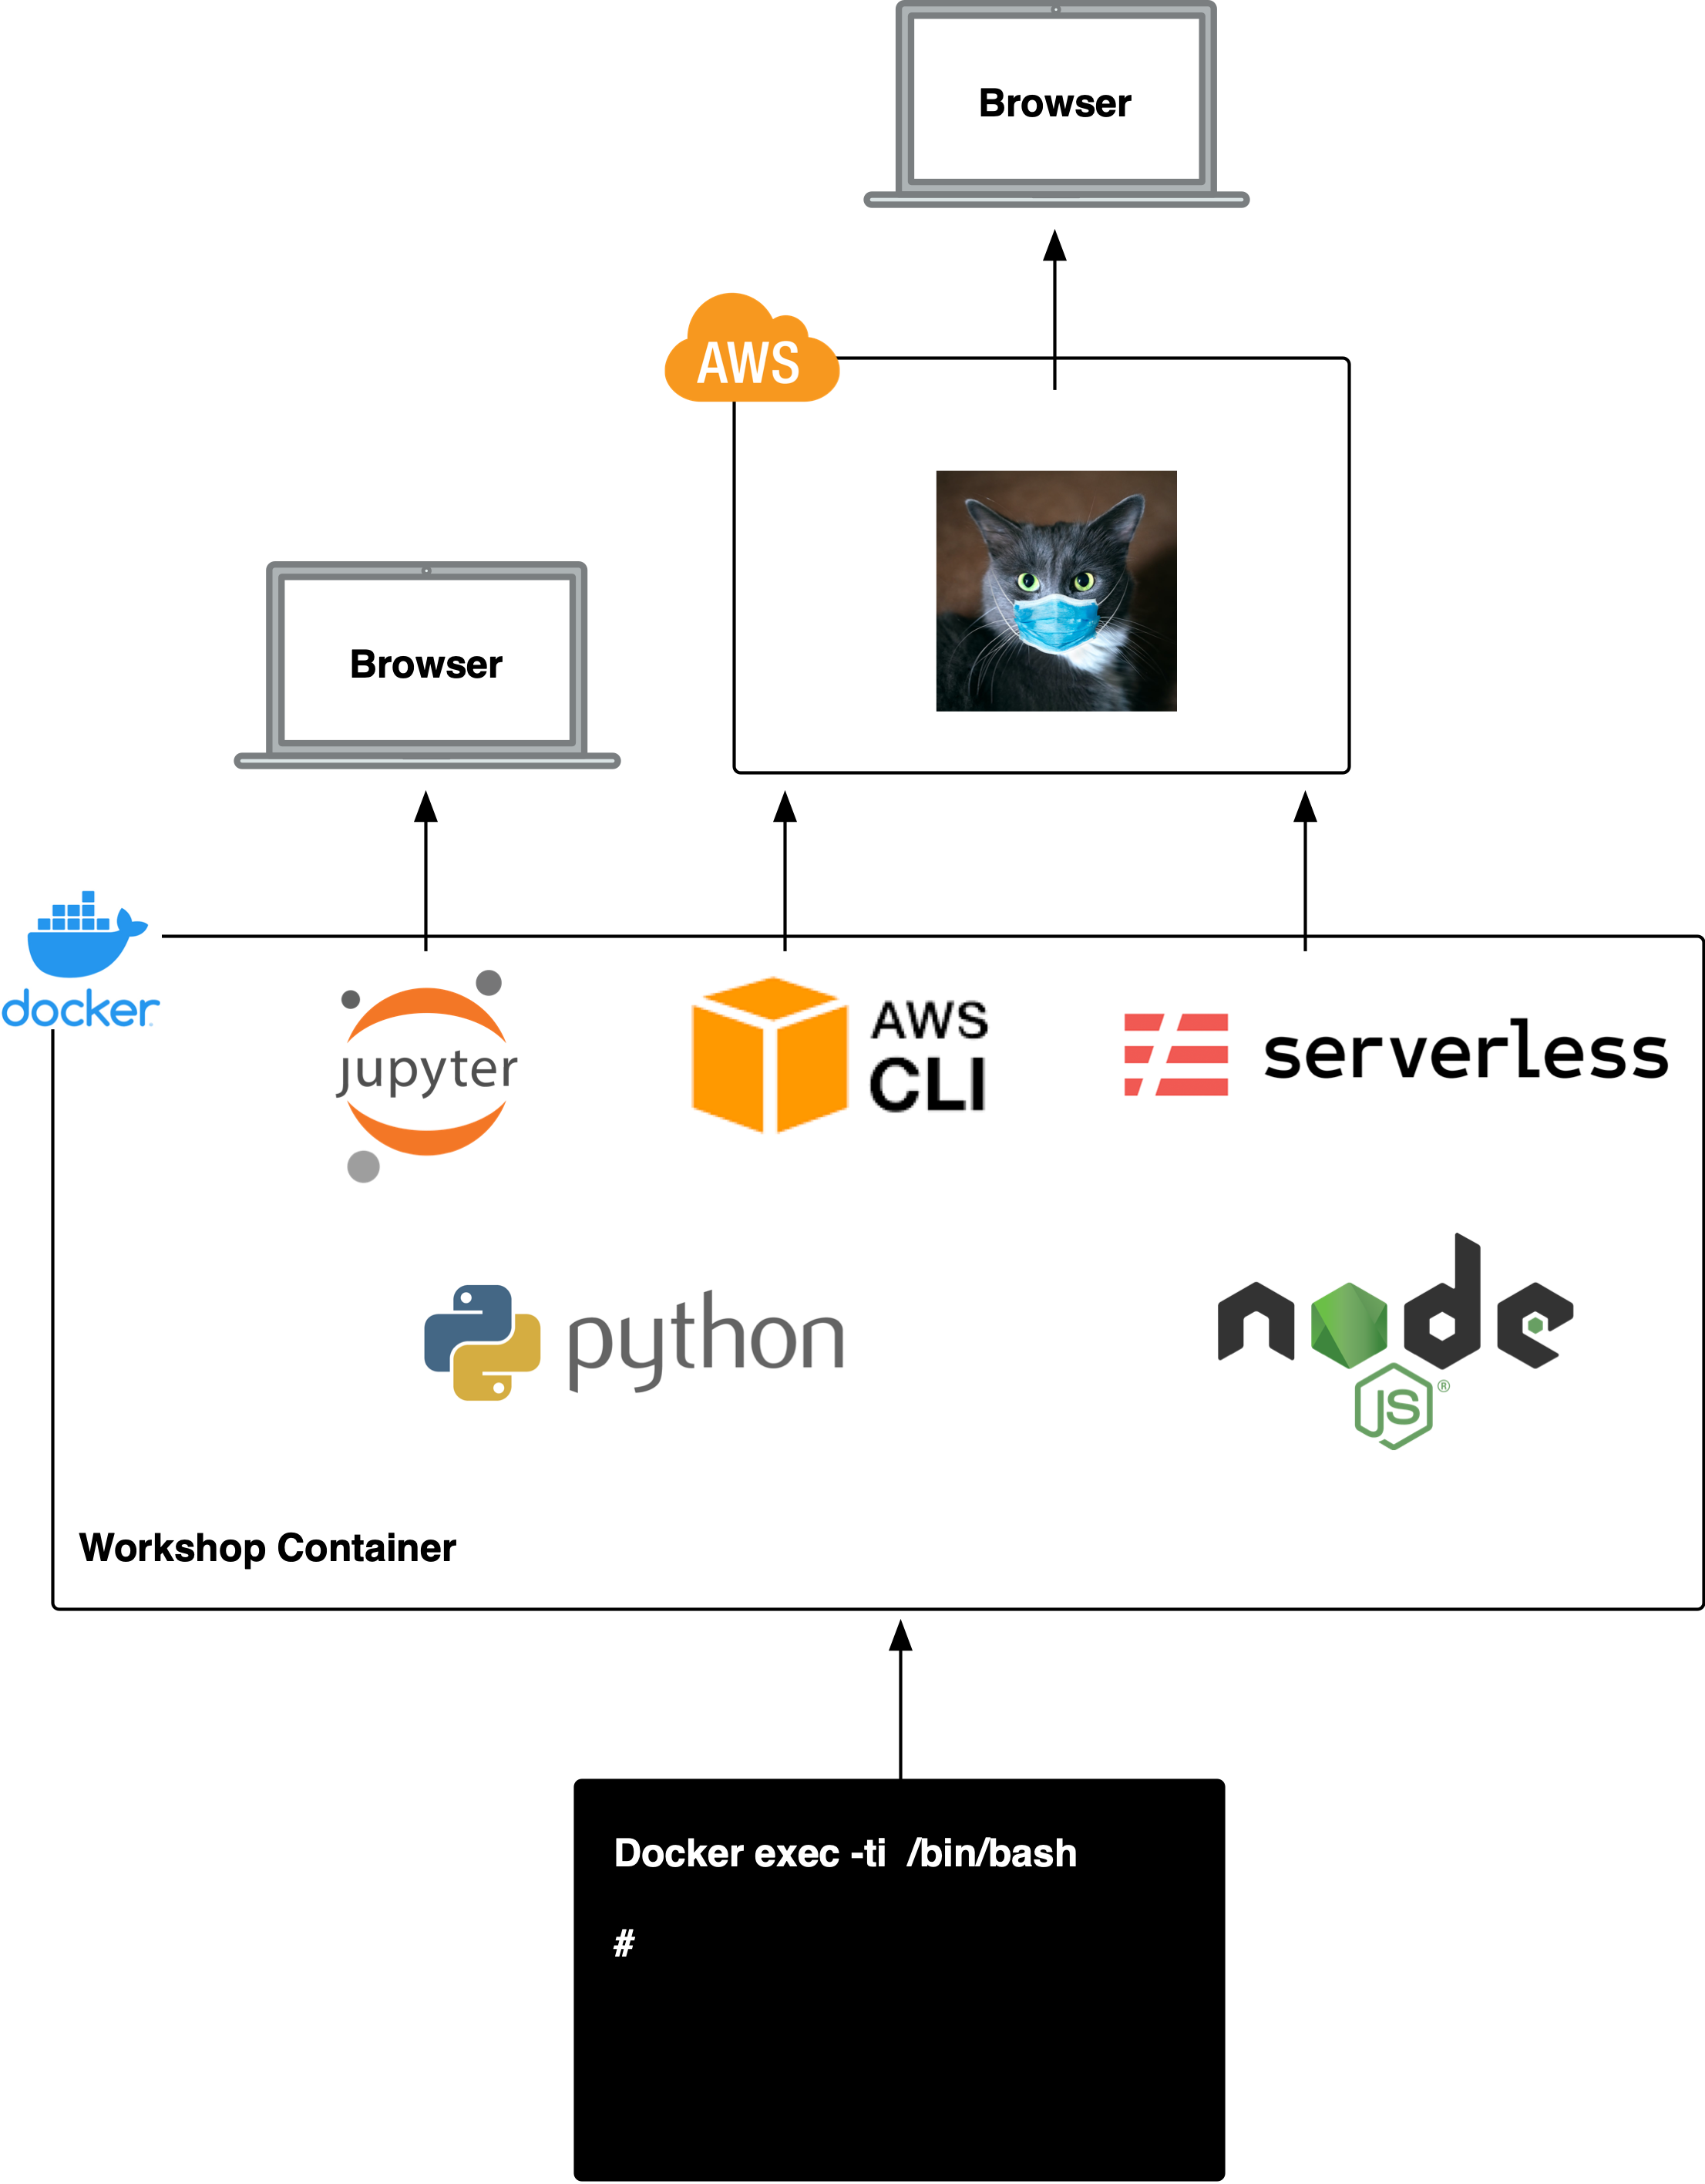 Browser
AWS
Browser
docker
jupyter
AWS
CLI
serverless
python
node
JS ®
Workshop Container
Docker exec -ti  /bin/bash
#